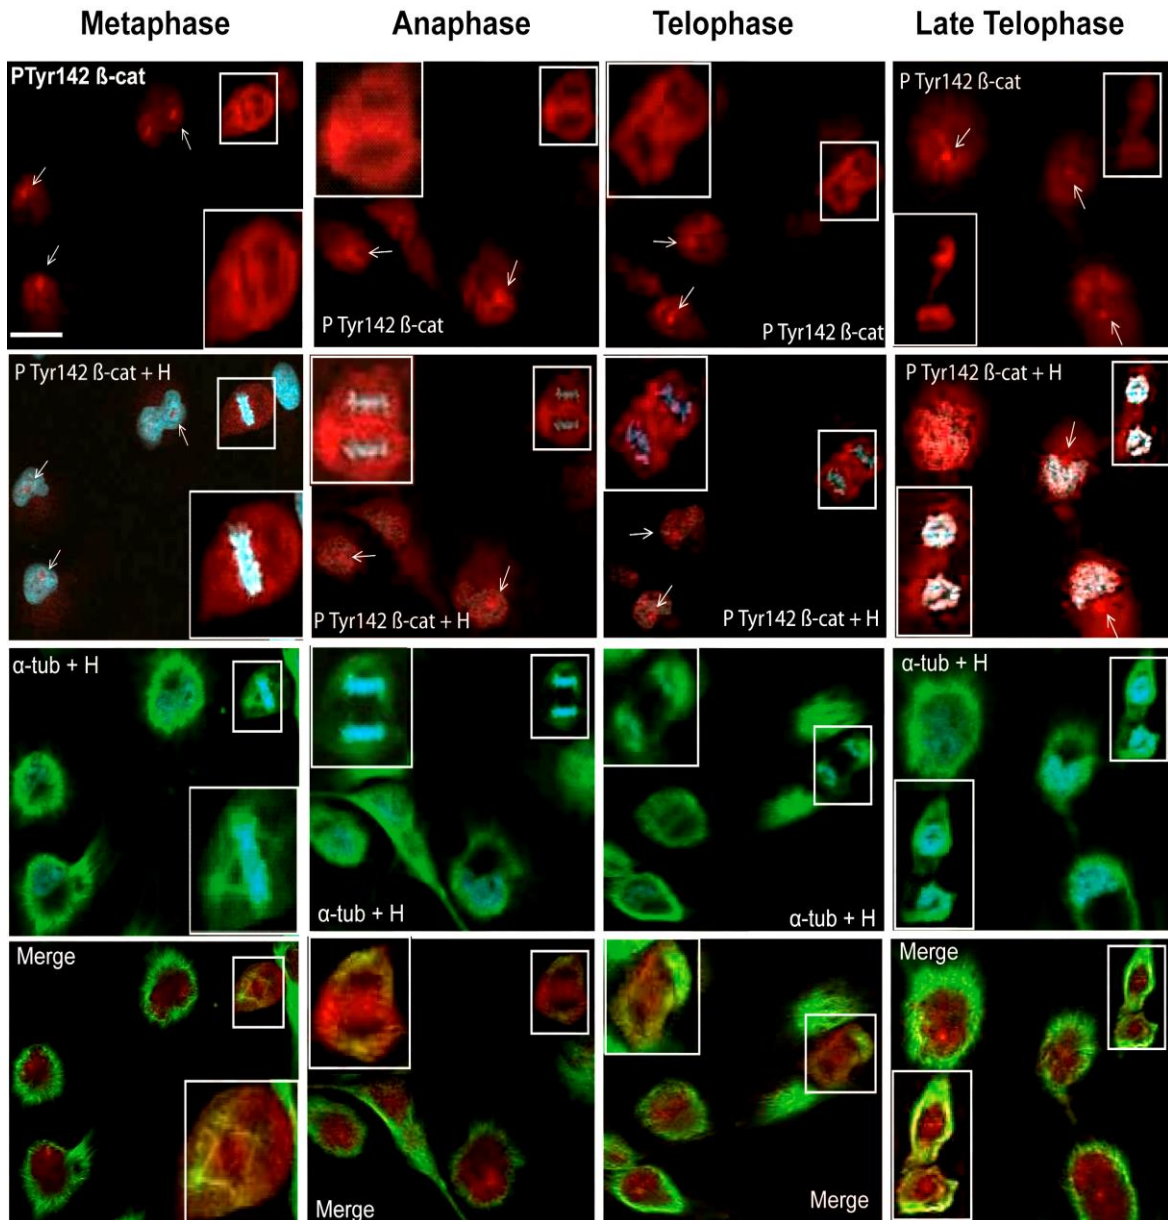 Metaphase
Anaphase
Telophase
Late Telophase
PTyr142 ß-cat
P Tyr142 ß-cat
P Tyr142 ß-cat
P Tyr142 ß-cat
P Tyr142 ß-cat + H
P Tyr142 ß-cat + H
P Tyr142 ß-cat + H
P Tyr142 ß-cat + H
α-tub + H
α-tub + H
α-tub + H
α-tub + H
Merge
Merge
Merge
Merge